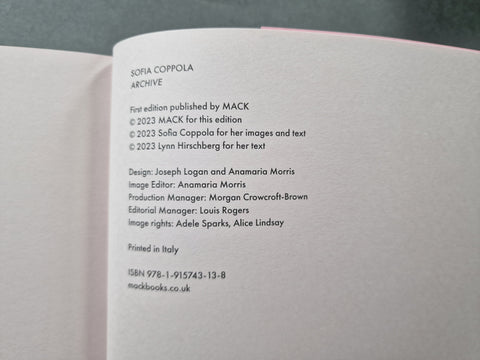 SOFIA COPPOLA
ARCHIVE
First edition published by MACK
© 2023 MACK for this edition
© 2023 Sofia Coppola for her images and text
© 2023 Lynn Hirschberg for her text
Design: Joseph Logan and Anamaria Morris
Image Editor: Anamaria Morris
Production Manager: Morgan Crowcroft-Brown
Editorial Manager: Louis Rogers
Image rights: Adele Sparks, Alice Lindsay
Printed in Italy
ISBN 978-1-915743-13-8
mackbooks.co.uk